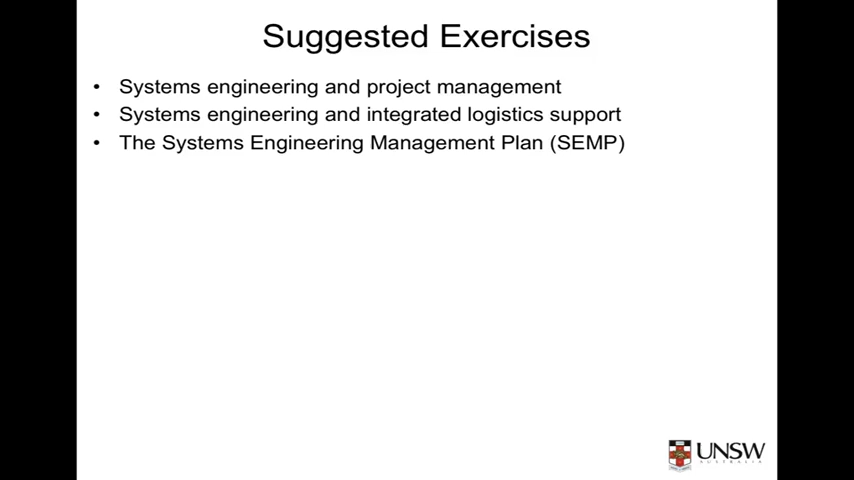 Suggested Exercises
• Systems engineering and project management
• Systems engineering and integrated logistics support
• The Systems Engineering Management Plan (SEMP)
UNSW
AUSTRALIA